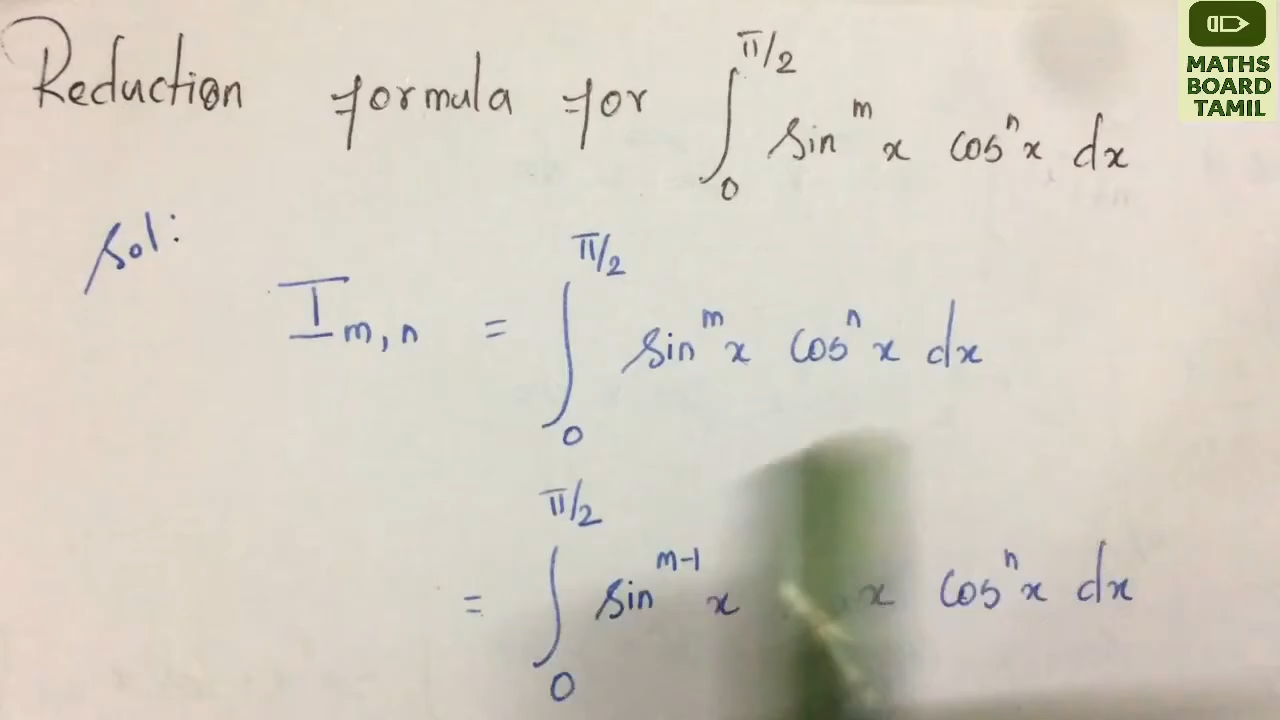 Reduction formula for ∫₀^{π/2} sin^m x cos^n x dx
MATHS
BOARD
TAMIL
Sol:
I_{m,n} = ∫₀^{π/2} sin^m x cos^n x dx
= ∫₀^{π/2} sin^{m-1} x x cos^n x dx